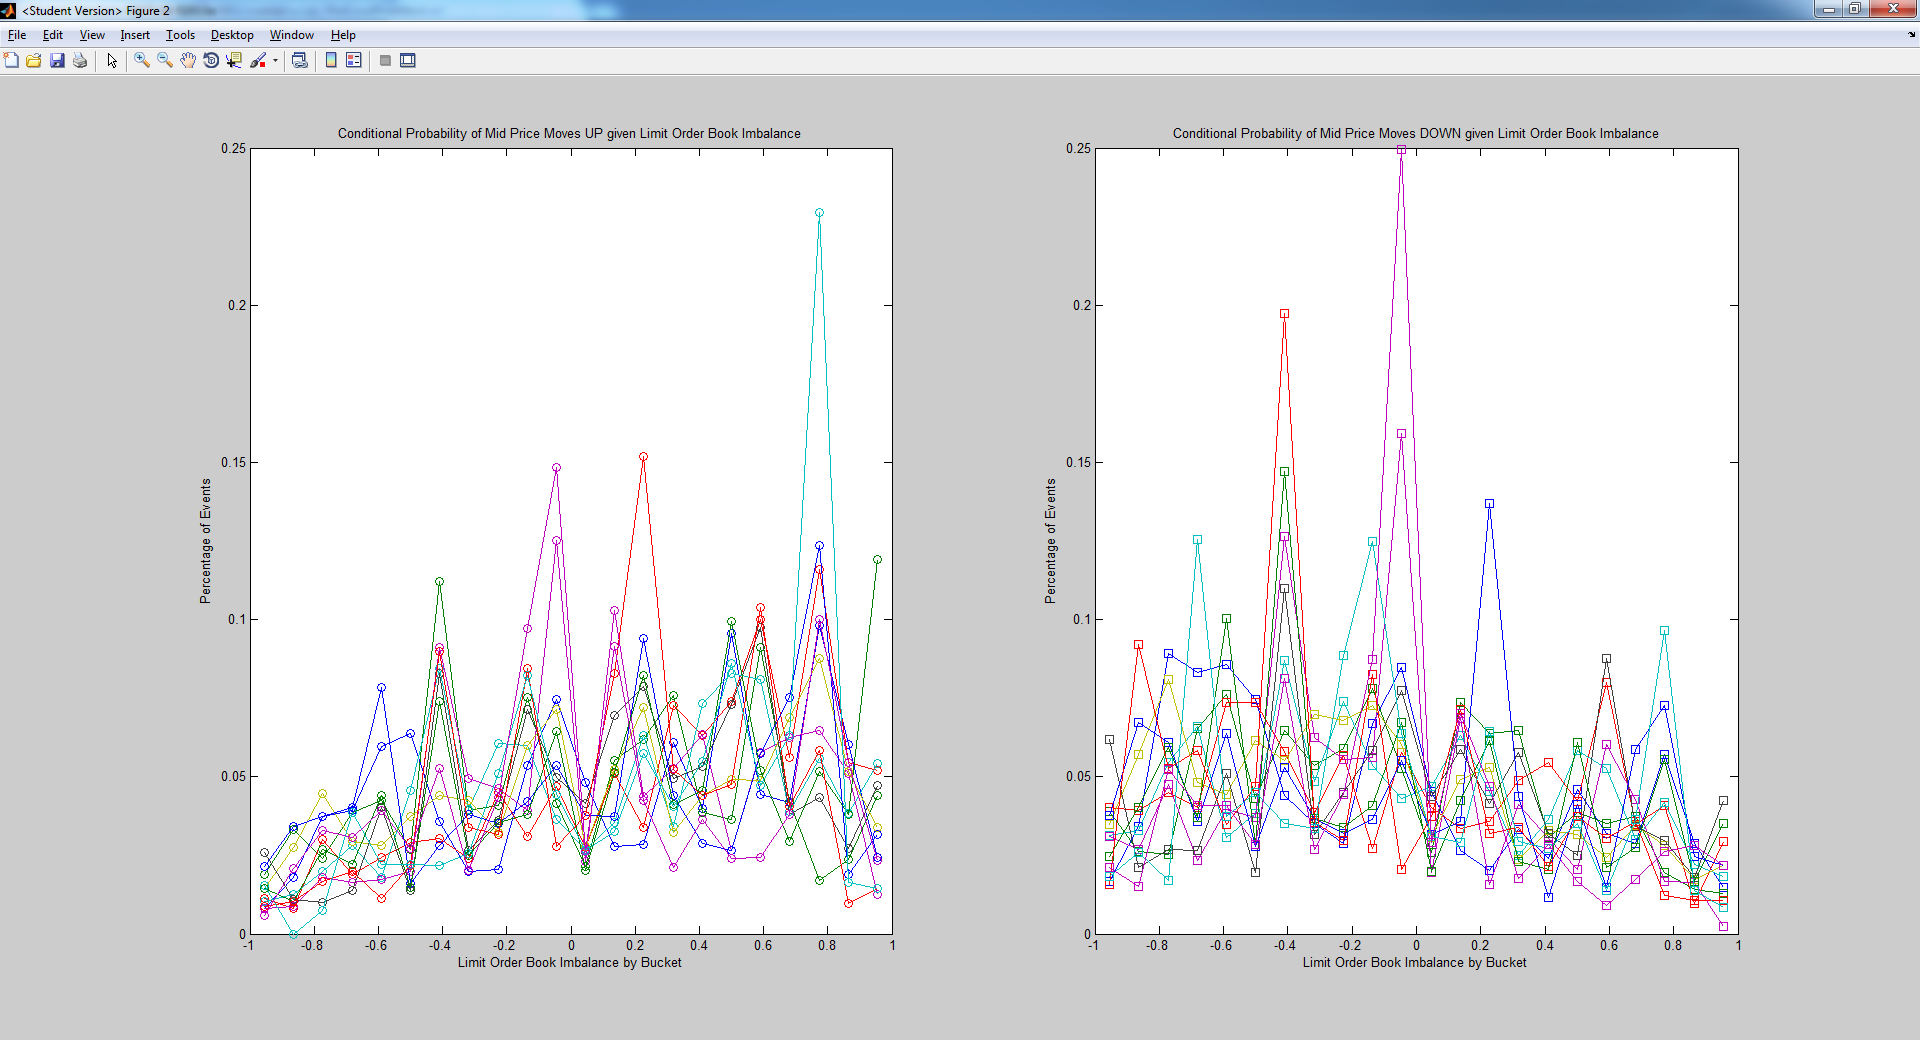 <Student Version> Figure 2
File Edit View Insert Tools Desktop Window Help
Conditional Probability of Mid Price Moves UP given Limit Order Book Imbalance
0.25
0.2
0.15
0.1
0.05
0
Percentage of Events
-1 -0.8 -0.6 -0.4 -0.2 0 0.2 0.4 0.6 0.8 1
Limit Order Book Imbalance by Bucket
Conditional Probability of Mid Price Moves DOWN given Limit Order Book Imbalance
0.25
0.2
0.15
0.1
0.05
0
Percentage of Events
-1 -0.8 -0.6 -0.4 -0.2 0 0.2 0.4 0.6 0.8 1
Limit Order Book Imbalance by Bucket